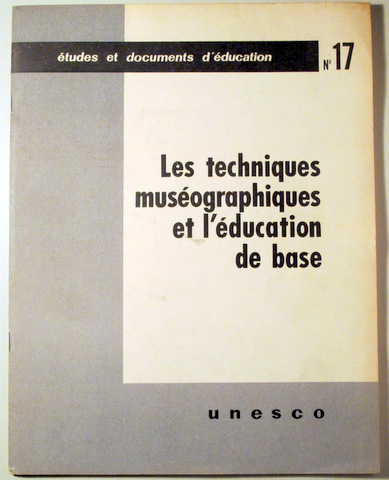 études et documents d'éducation
N° 17
Les techniques
muséographiques
et l'éducation
de base
unesco